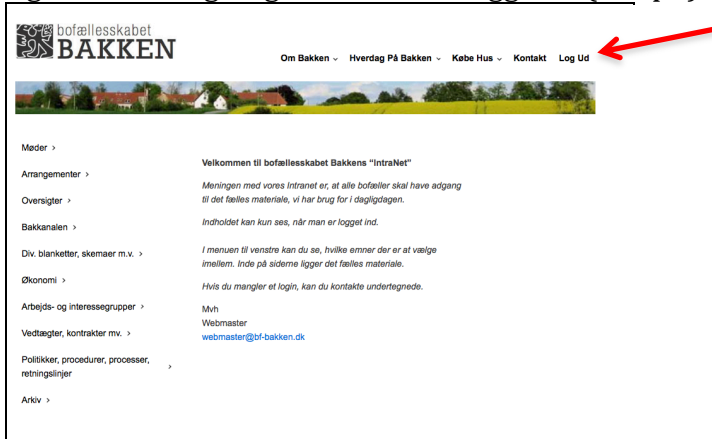 bofællesskabet
BAKKEN
Om Bakken Hverdag På Bakken Købe Hus Kontakt Log Ud
Møder
Arrangementer
Oversigter
Bakkanalen
Div. blanketter, skemaer m.v.
Økonomi
Arbejds- og interessegrupper
Vedtægter, kontrakter mv.
Politikker, procedurer, processer,
retningslinjer
Arkiv
Velkommen til bofællesskabet Bakkens “IntraNet”
Meningen med vores Intranet er, at alle bofæller skal have adgang
til det fælles materiale, vi har brug for i dagligdagen.
Indholdet kan kun ses, når man er logget ind.
I menuen til venstre kan du se, hvilke emner der er at vælge
imellem. Inde på siderne ligger det fælles materiale.
Hvis du mangler et login, kan du kontakte undertegnede.
Mvh
Webmaster
webmaster@bf-bakken.dk